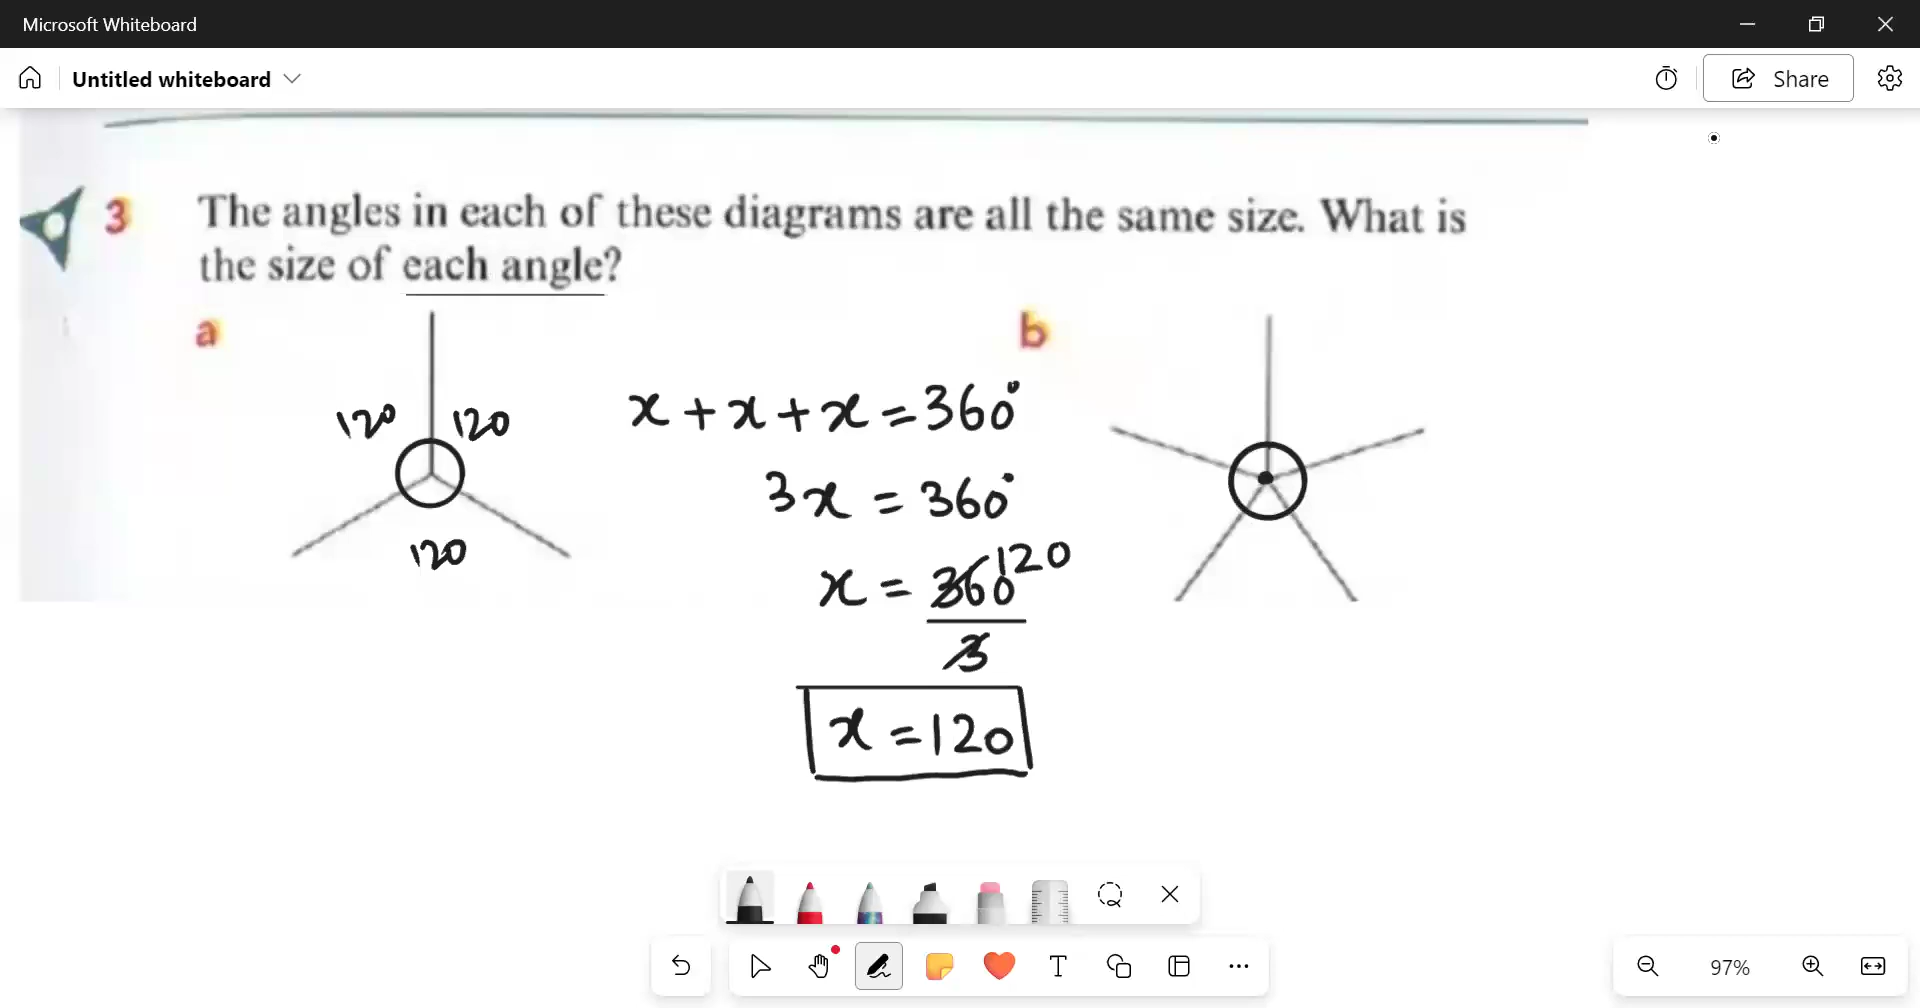 Microsoft Whiteboard
Untitled whiteboard
Share
3 The angles in each of these diagrams are all the same size. What is
the size of each angle?
a
120 120
120
x + x + x = 360°
3x = 360°
x = 360 120
3
x = 120
b
T
97%